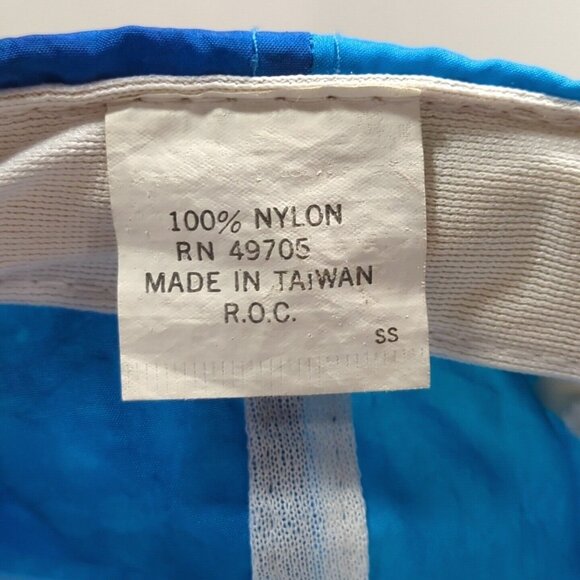 100% NYLON
RN 49705
MADE IN TAIWAN
R.O.C.
SS